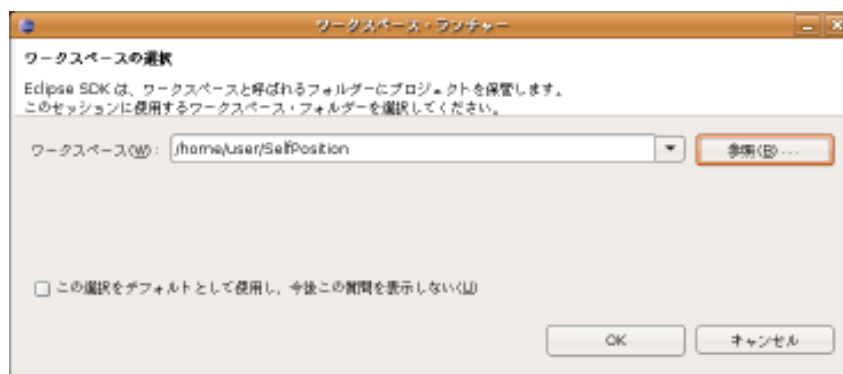 ワークスペース・ランチャー
ワークスペースの選択
Eclipse SDK は、ワークスペースと呼ばれるフォルダーにプロジェクトを保管します。
このセッションに使用するワークスペース・フォルダーを選択してください。
ワークスペース(W): /home/user/SelfPosition 参照(B)...
この選択をデフォルトとして使用し、今後この質問を表示しない(U)
OK キャンセル